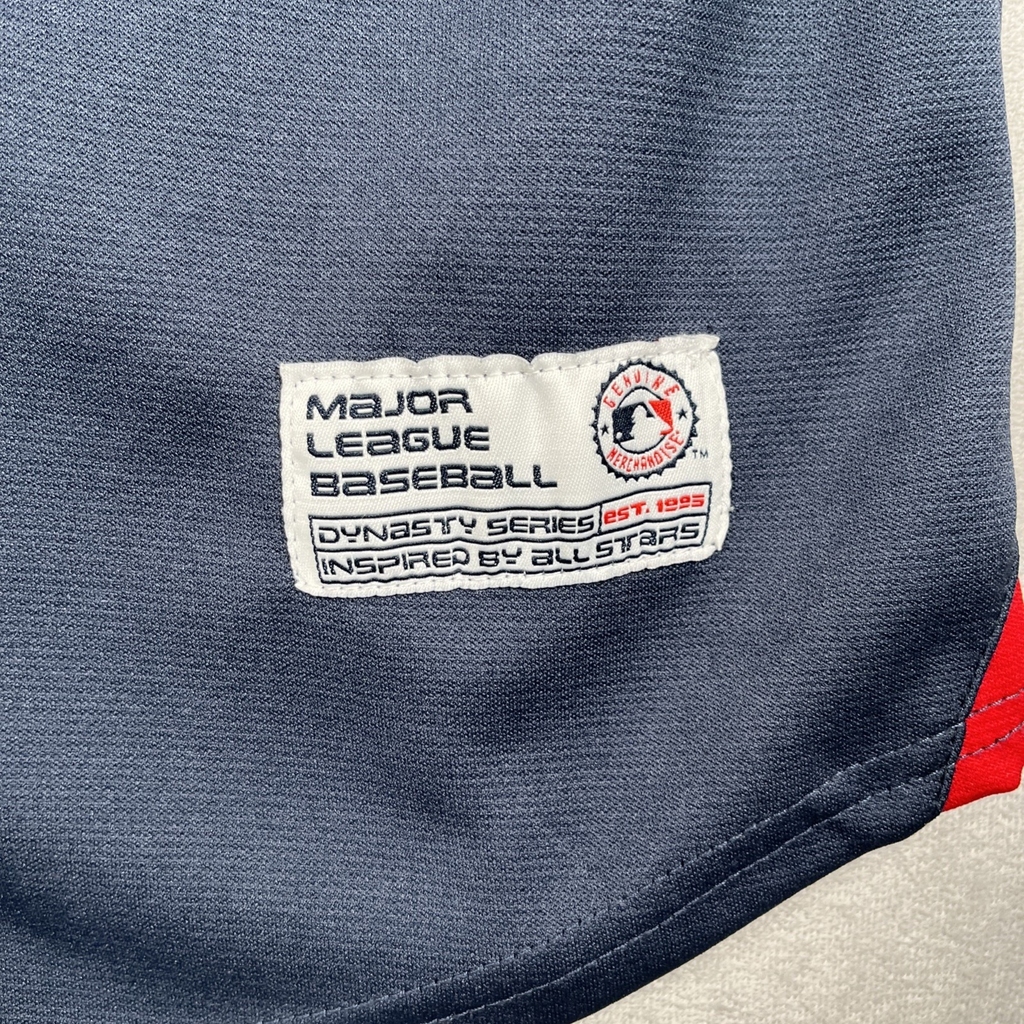 MAJOR
LEAGUE
BASEBALL
GENUINE
MERCHANDISE
TM
DYNASTY SERIES
EST. 1995
INSPIRED BY ALL STARS